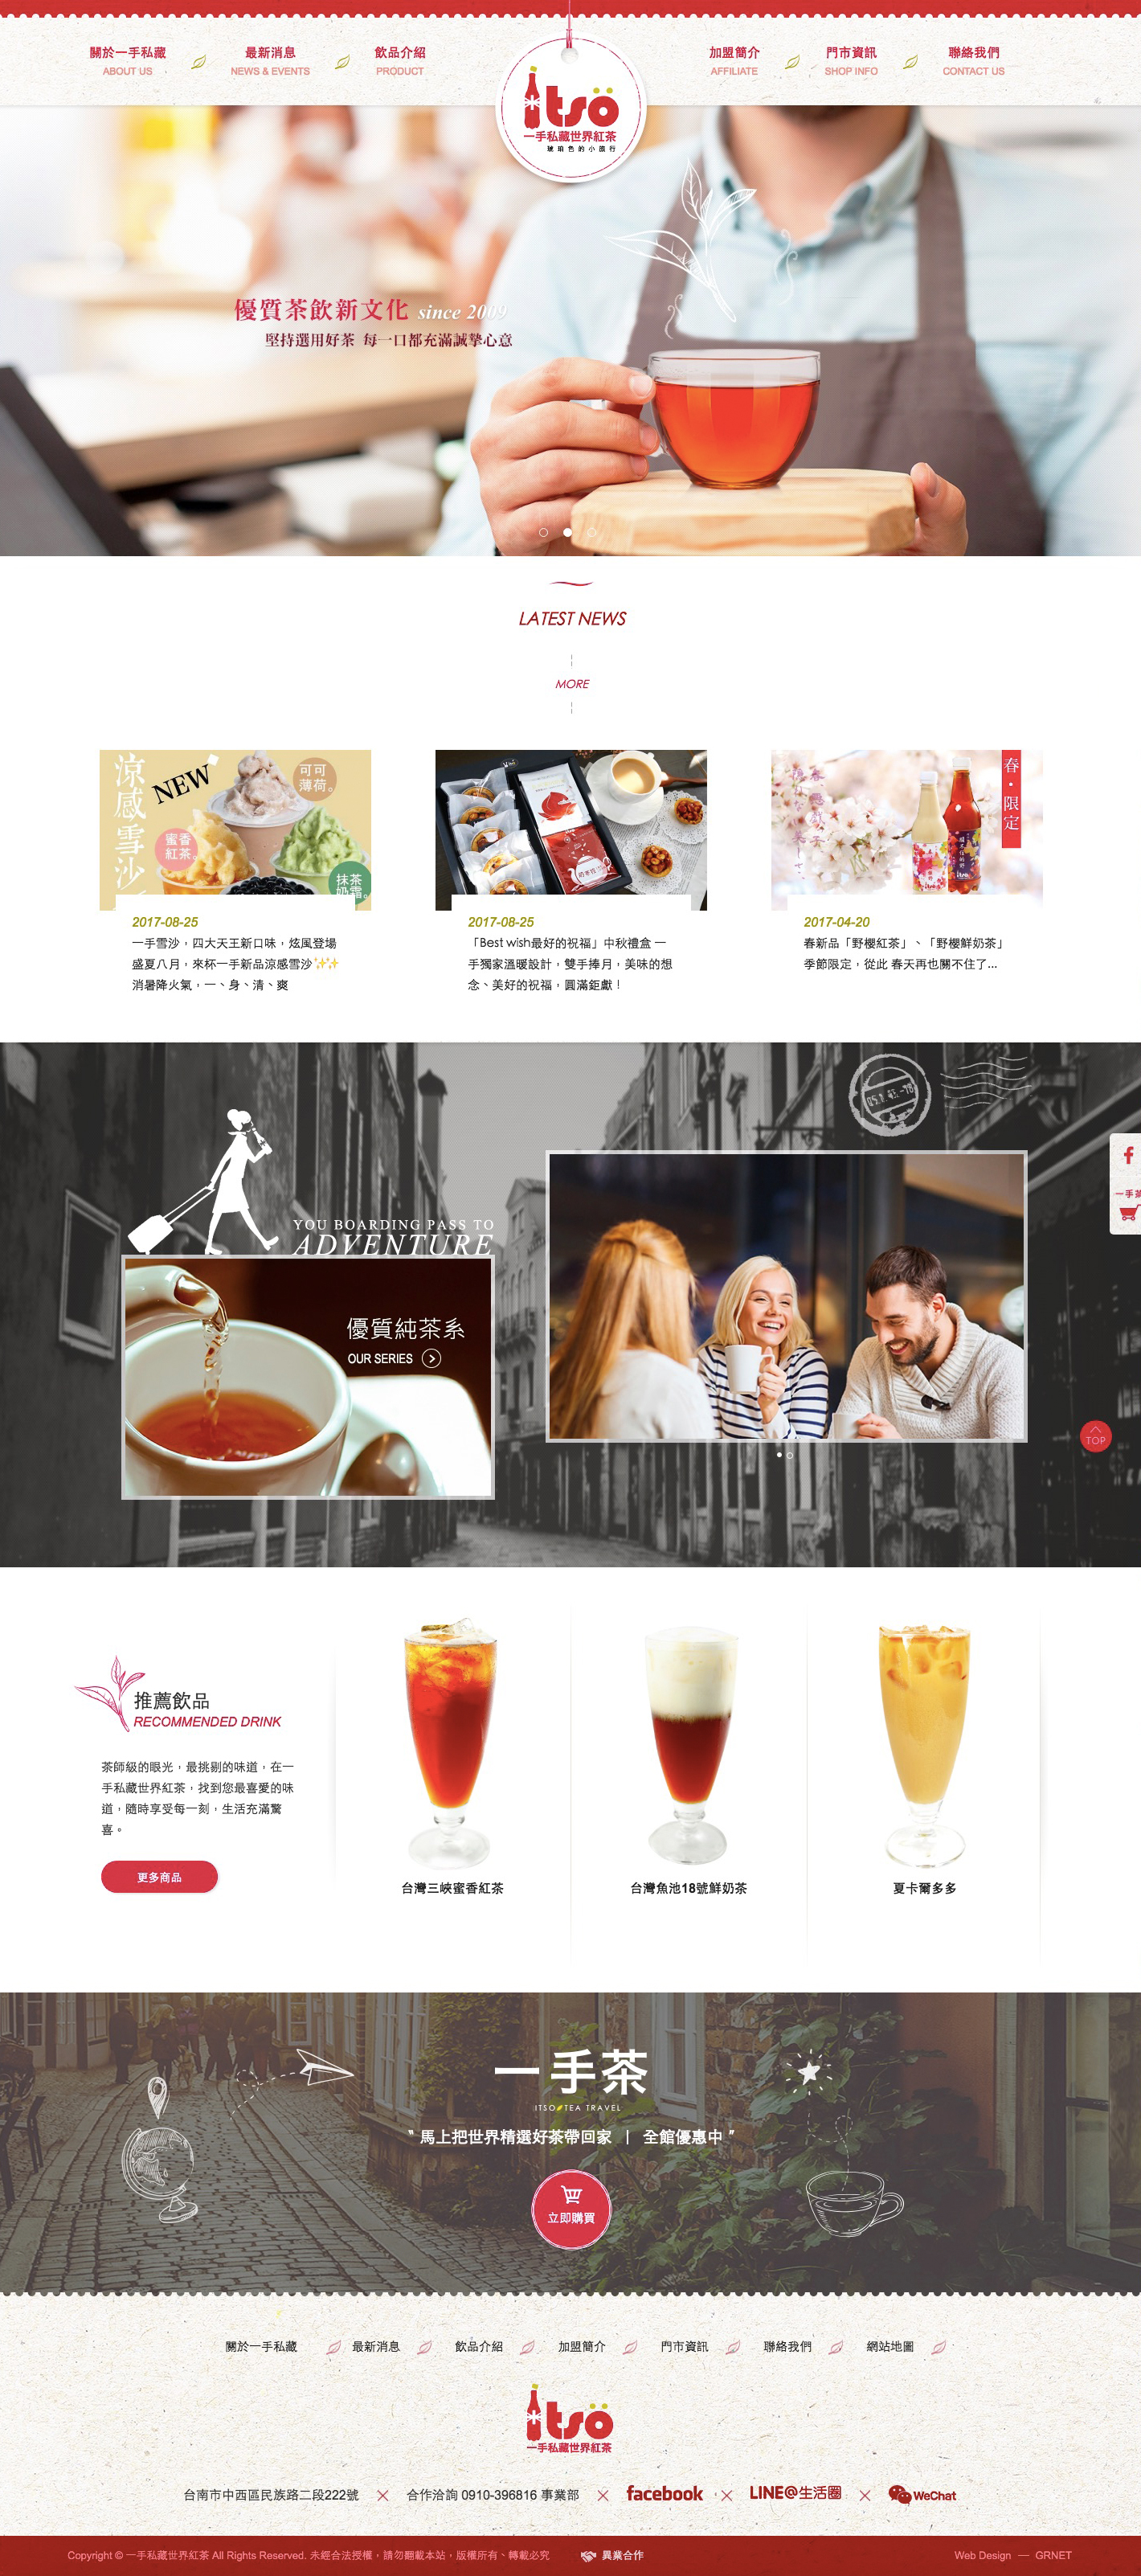 關於一手私藏
ABOUT US
最新消息
NEWS & EVENTS
飲品介紹
PRODUCT
itsö
一手私藏世界紅茶
琥珀色的小旅行
加盟簡介
AFFILIATE
門市資訊
SHOP INFO
聯絡我們
CONTACT US
優質茶飲新文化 since 2009
堅持選用好茶 每一口都充滿誠摯心意
LATEST NEWS
MORE
涼感雪沙
NEW
可可薄荷。
蜜香紅茶。
抹茶奶霜。
2017-08-25
一手雪沙，四大天王新口味，炫風登場
盛夏八月，來杯一手新品涼感雪沙✨✨
消暑降火氣，一、身、清、爽
2017-08-25
「Best wish最好的祝福」中秋禮盒 一
手獨家溫暖設計，雙手捧月，美味的想
念、美好的祝福，圓滿鉅獻！
春・限定
2017-04-20
春新品「野櫻紅茶」、「野櫻鮮奶茶」
季節限定，從此 春天再也關不住了...
YOU BOARDING PASS TO
ADVENTURE
優質純茶系
OUR SERIES
一手
TOP
推薦飲品
RECOMMENDED DRINK
茶師級的眼光，最挑剔的味道，在一
手私藏世界紅茶，找到您最喜愛的味
道，隨時享受每一刻，生活充滿驚
喜。
更多商品
台灣三峽蜜香紅茶
台灣魚池18號鮮奶茶
夏卡爾多多
一手茶
ITSO TEA TRAVEL
〝 馬上把世界精選好茶帶回家 | 全館優惠中 〞
立即購買
關於一手私藏
最新消息
飲品介紹
加盟簡介
門市資訊
聯絡我們
網站地圖
itsö
一手私藏世界紅茶
台南市中西區民族路二段222號 × 合作洽詢 0910-396816 事業部 × facebook × LINE@生活圈 × WeChat
Copyright © 一手私藏世界紅茶 All Rights Reserved. 未經合法授權，請勿翻載本站，版權所有、轉載必究 異業合作 Web Design — GRNET